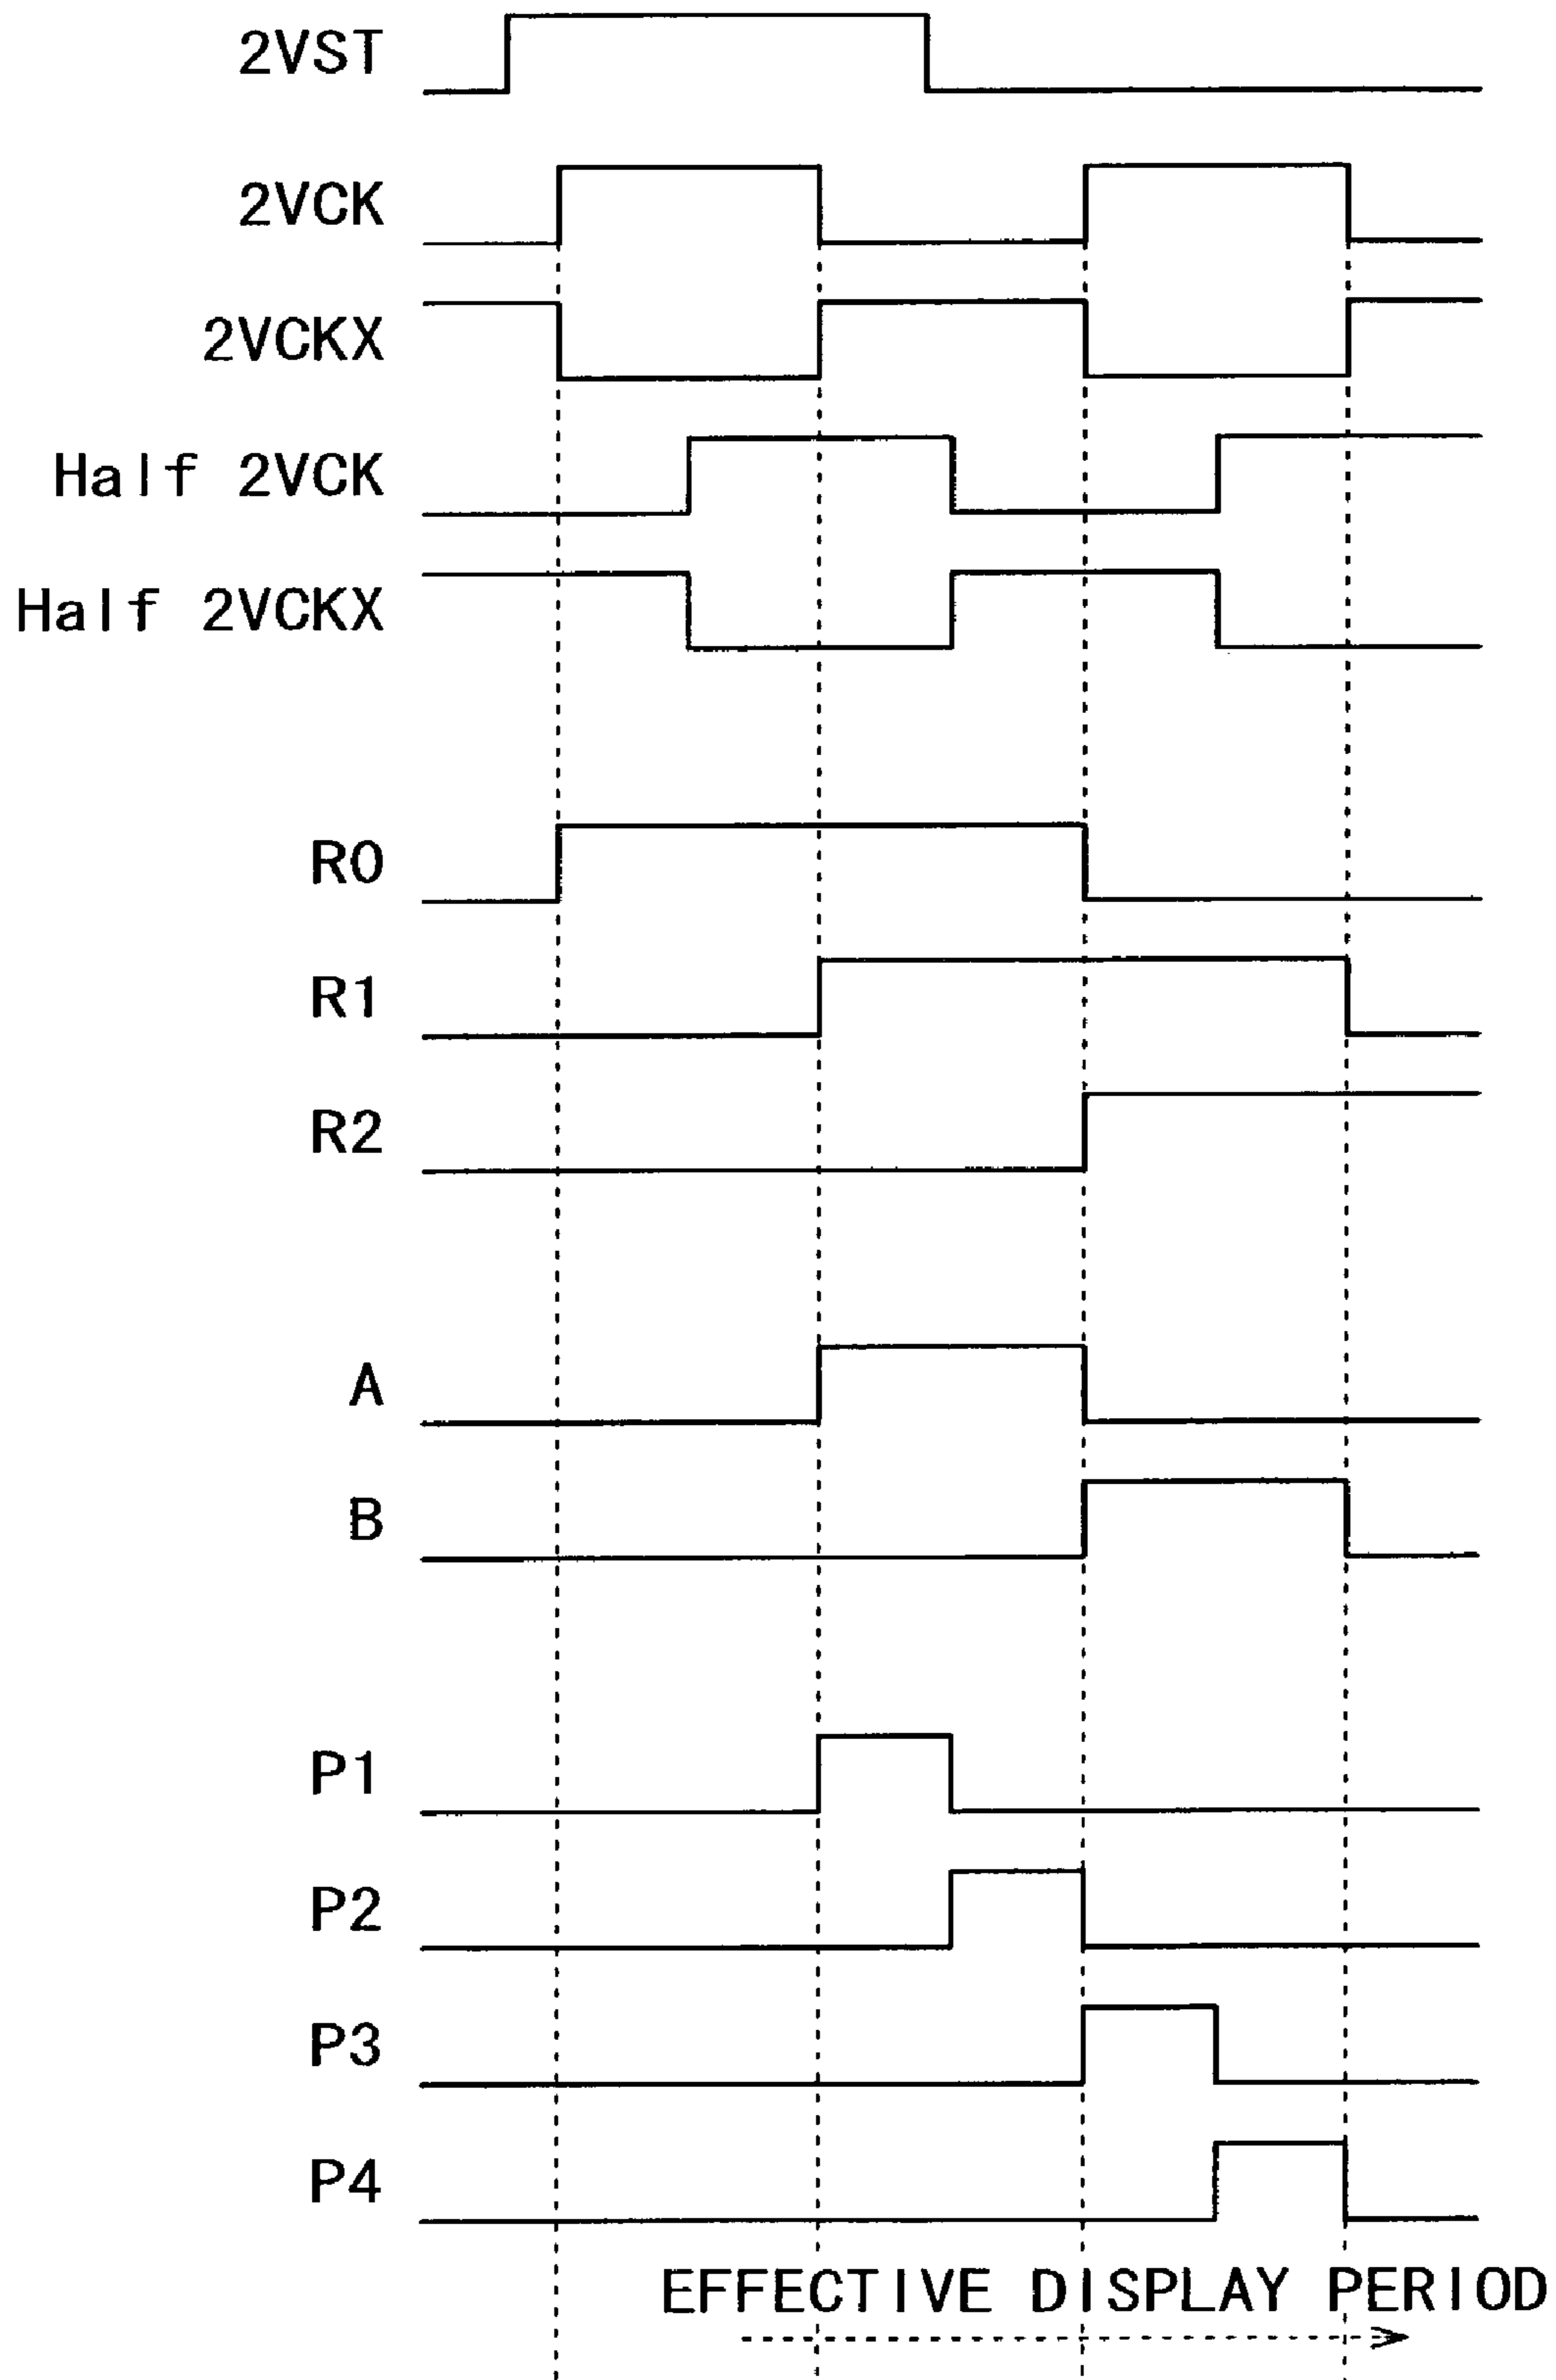 2VST
2VCK
2VCKX
Half 2VCK
Half 2VCKX
R0
R1
R2
A
B
P1
P2
P3
P4
EFFECTIVE DISPLAY PERIOD